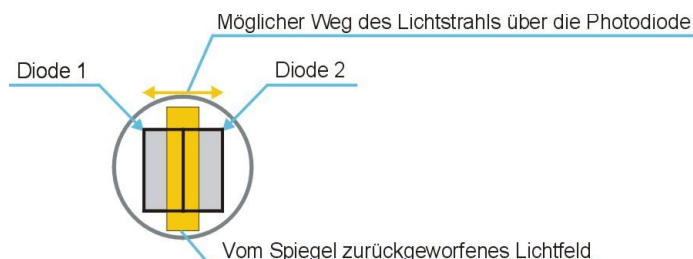 Möglicher Weg des Lichtstrahls über die Photodiode
Diode 1
Diode 2
Vom Spiegel zurückgeworfenes Lichtfeld